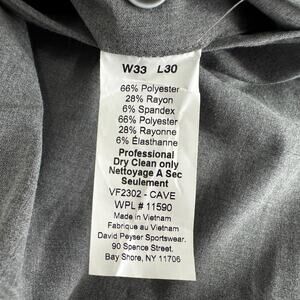 W33 L30
66% Polyester
28% Rayon
6% Spandex
66% Polyester
28% Rayonne
6% Élasthanne
Professional
Dry Clean only
Nettoyage A Sec
Seulement
VF2302 - CAVE
WPL # 11590
Made in Vietnam
Fabrique au Vietnam
David Peyser Sportswear.
90 Spence Street.
Bay Shore, NY 11706